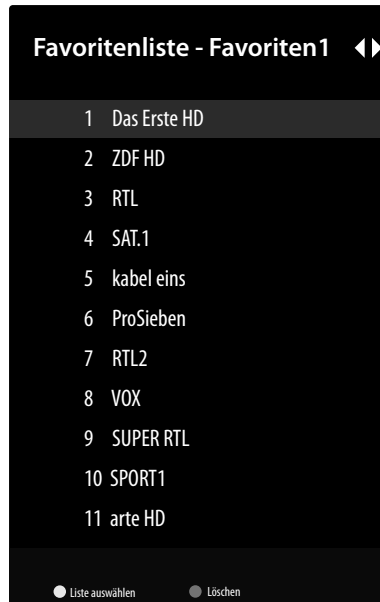 Favoritenliste - Favoriten1
1 Das Erste HD
2 ZDF HD
3 RTL
4 SAT.1
5 kabel eins
6 ProSieben
7 RTL2
8 VOX
9 SUPER RTL
10 SPORT1
11 arte HD
Liste auswählen Löschen